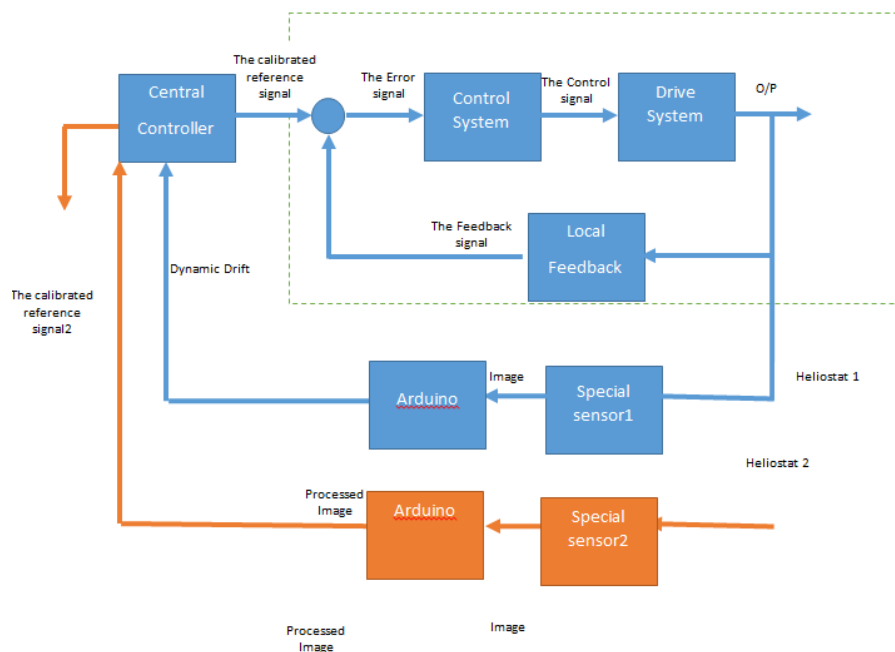 The calibrated
reference
signal
The Error
signal
The Control
signal
O/P
Central
Controller
Control
System
Drive
System
The Feedback
signal
Local
Feedback
Dynamic Drift
The calibrated
reference
signal2
Image
Arduino
Special
sensor1
Heliostat 1
Heliostat 2
Processed
Image
Arduino
Special
sensor2
Processed
Image
Image